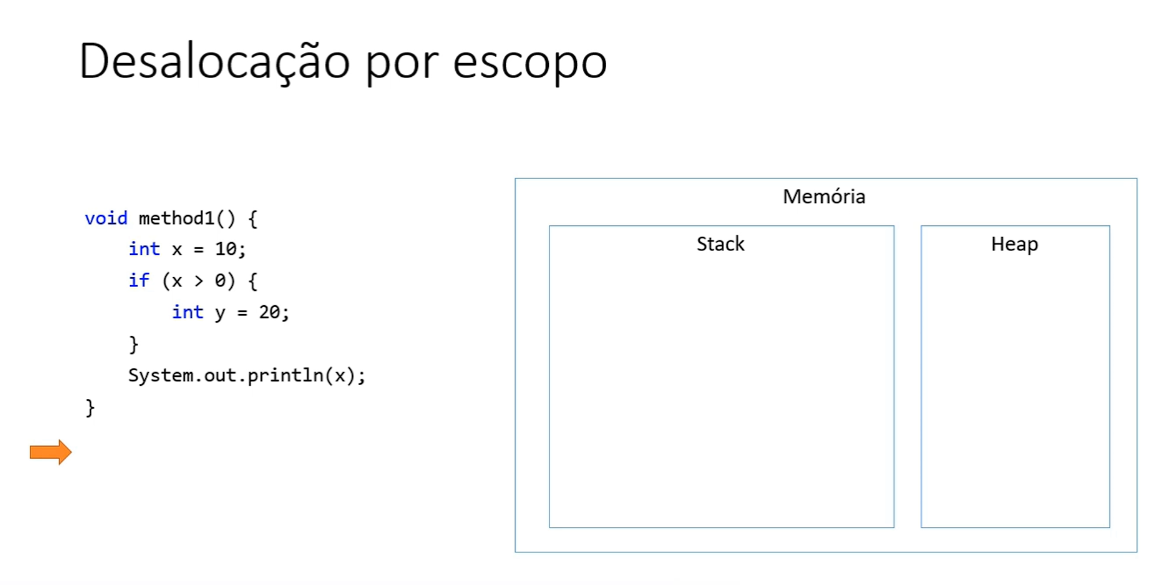 Desalocação por escopo
void method1() {
    int x = 10;
    if (x > 0) {
        int y = 20;
    }
    System.out.println(x);
}
Memória
Stack
Heap